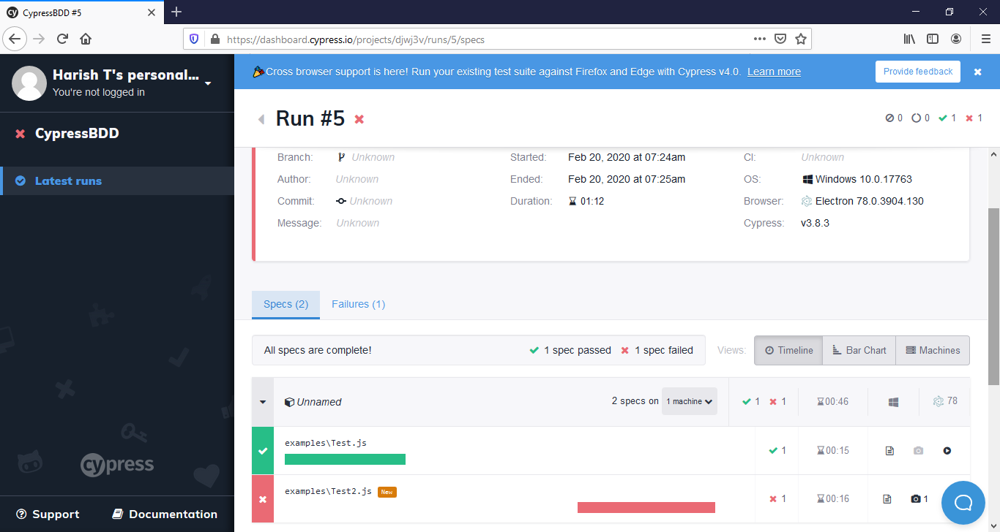 CypressBDD #5
https://dashboard.cypress.io/projects/djwj3v/runs/5/specs
Harish T's personal...
You're not logged in
CypressBDD
Latest runs
cypress
Support
Documentation
Cross browser support is here! Run your existing test suite against Firefox and Edge with Cypress v4.0. Learn more
Provide feedback
Run #5
0 0 1 1
Branch: Unknown
Started: Feb 20, 2020 at 07:24am
CI: Unknown
Author: Unknown
Ended: Feb 20, 2020 at 07:25am
OS: Windows 10.0.17763
Commit: Unknown
Duration: 01:12
Browser: Electron 78.0.3904.130
Message: Unknown
Cypress: v3.8.3
Specs (2)
Failures (1)
All specs are complete!
1 spec passed
1 spec failed
Views:
Timeline
Bar Chart
Machines
Unnamed
2 specs on 1 machine
1 1
00:46
78
examples\Test.js
1
00:15
examples\Test2.js New
1
00:16
1